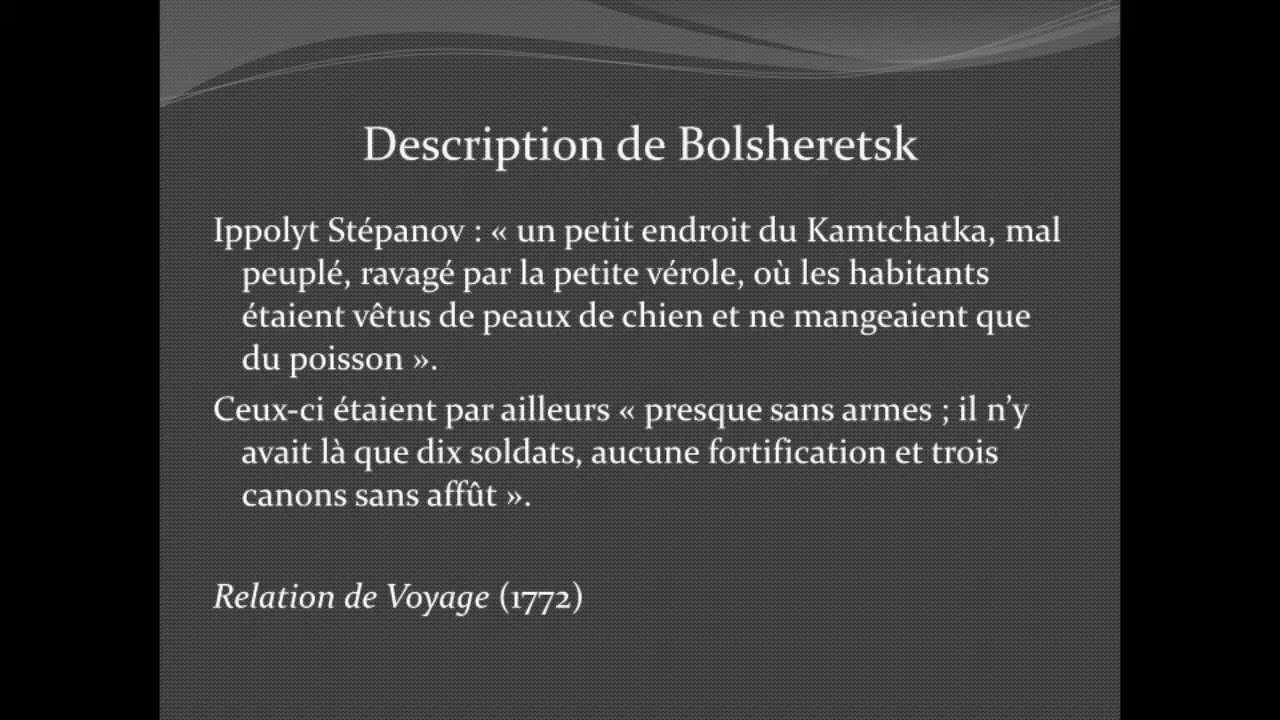 Description de Bolsheretsk
Ippolyt Stépanov : « un petit endroit du Kamtchatka, mal
peuplé, ravagé par la petite vérole, où les habitants
étaient vêtus de peaux de chien et ne mangeaient que
du poisson ».
Ceux-ci étaient par ailleurs « presque sans armes ; il n’y
avait là que dix soldats, aucune fortification et trois
canons sans affût ».
Relation de Voyage (1772)